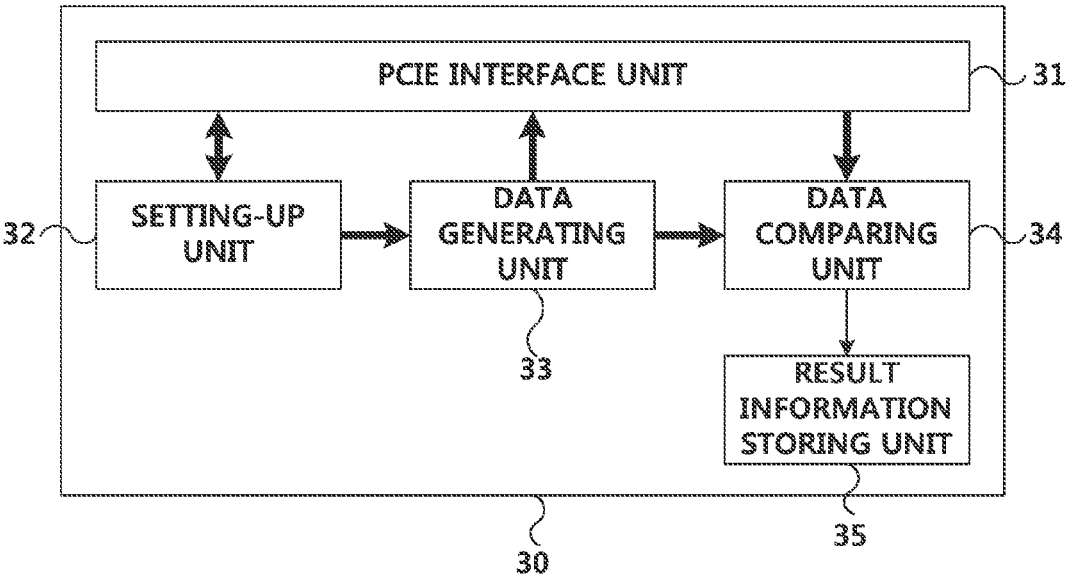 PCIE INTERFACE UNIT
31
32
SETTING-UP
UNIT
DATA
GENERATING
UNIT
DATA
COMPARING
UNIT
34
33
RESULT
INFORMATION
STORING UNIT
35
30